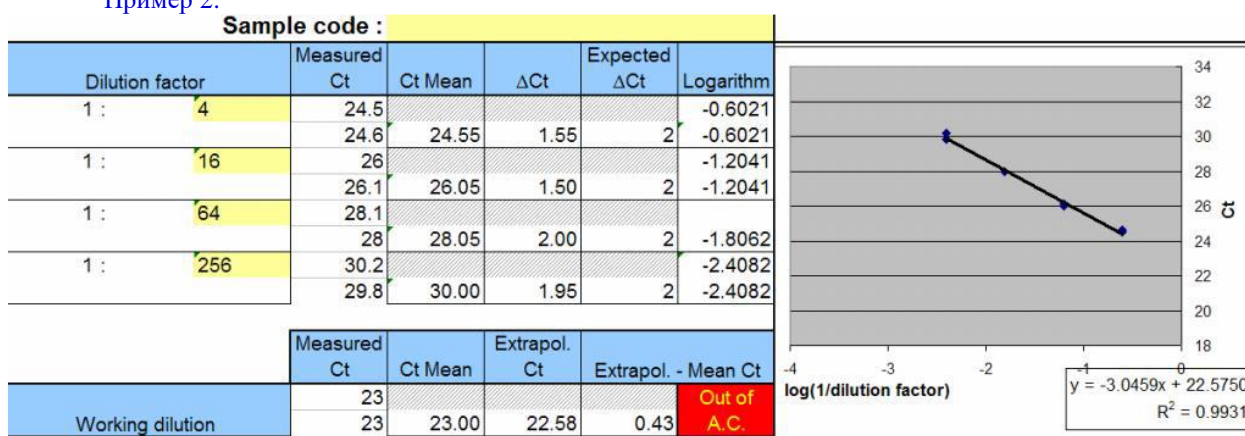 Пример 2.
Sample code :
Dilution factor Measured Ct Ct Mean ΔCt Expected ΔCt Logarithm
1 : 4 24.5 -0.6021
24.6 24.55 1.55 2 -0.6021
1 : 16 26 -1.2041
26.1 26.05 1.50 2 -1.2041
1 : 64 28.1
28 28.05 2.00 2 -1.8062
1 : 256 30.2 -2.4082
29.8 30.00 1.95 2 -2.4082
Measured Ct Ct Mean Extrapol. Ct Extrapol. - Mean Ct
23 Out of
Working dilution 23 23.00 22.58 0.43 A.C.
34
32
30
28
26
24
22
20
18
Ct
-4 -3 -2 -1 0
log(1/dilution factor)
y = -3.0459x + 22.5750
R² = 0.9931